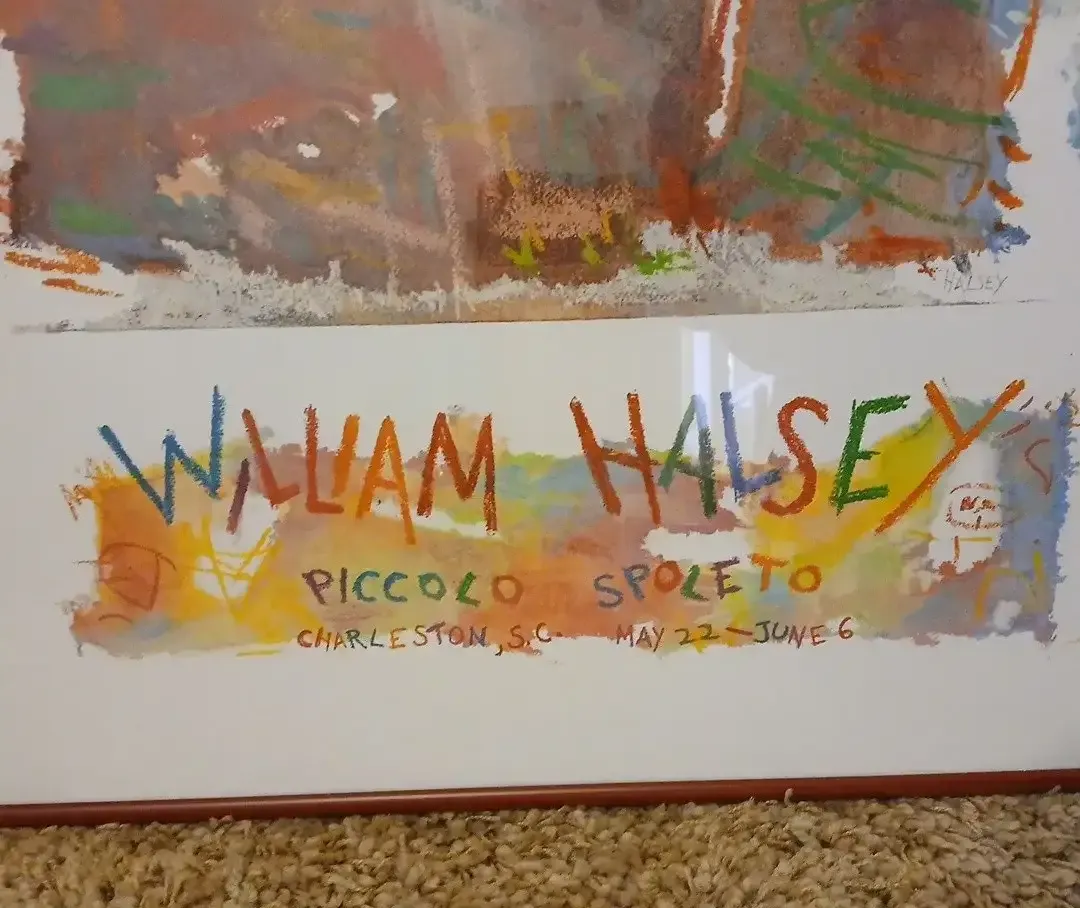 HALSEY
WILLIAM HALSEY
PICCOLO SPOLETO
CHARLESTON, S.C. MAY 22 – JUNE 6